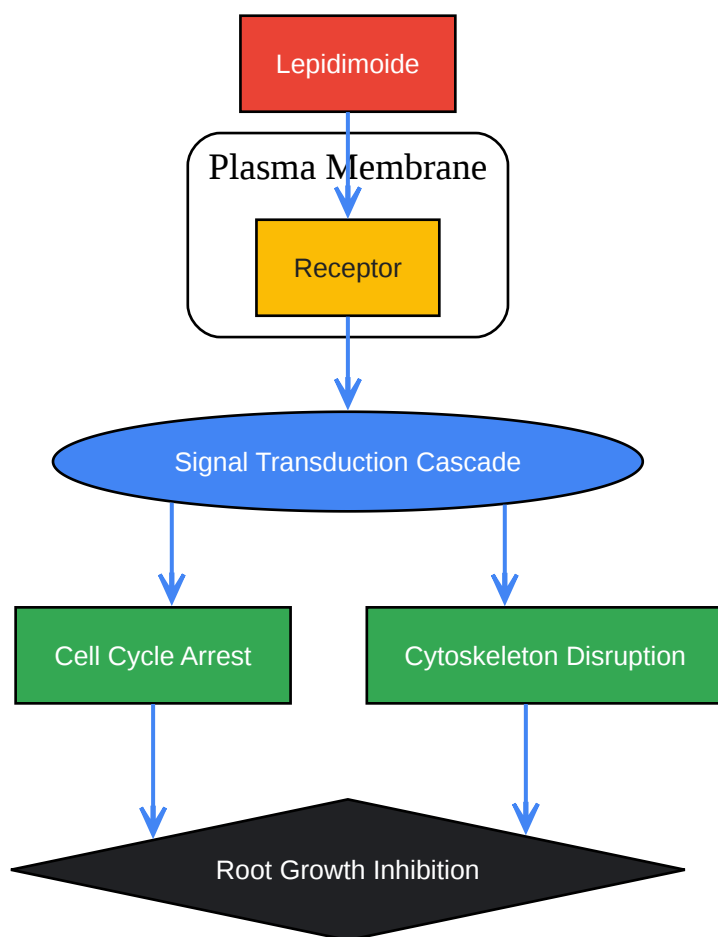 Lepidimoide
Plasma Membrane
Receptor
Signal Transduction Cascade
Cell Cycle Arrest
Cytoskeleton Disruption
Root Growth Inhibition